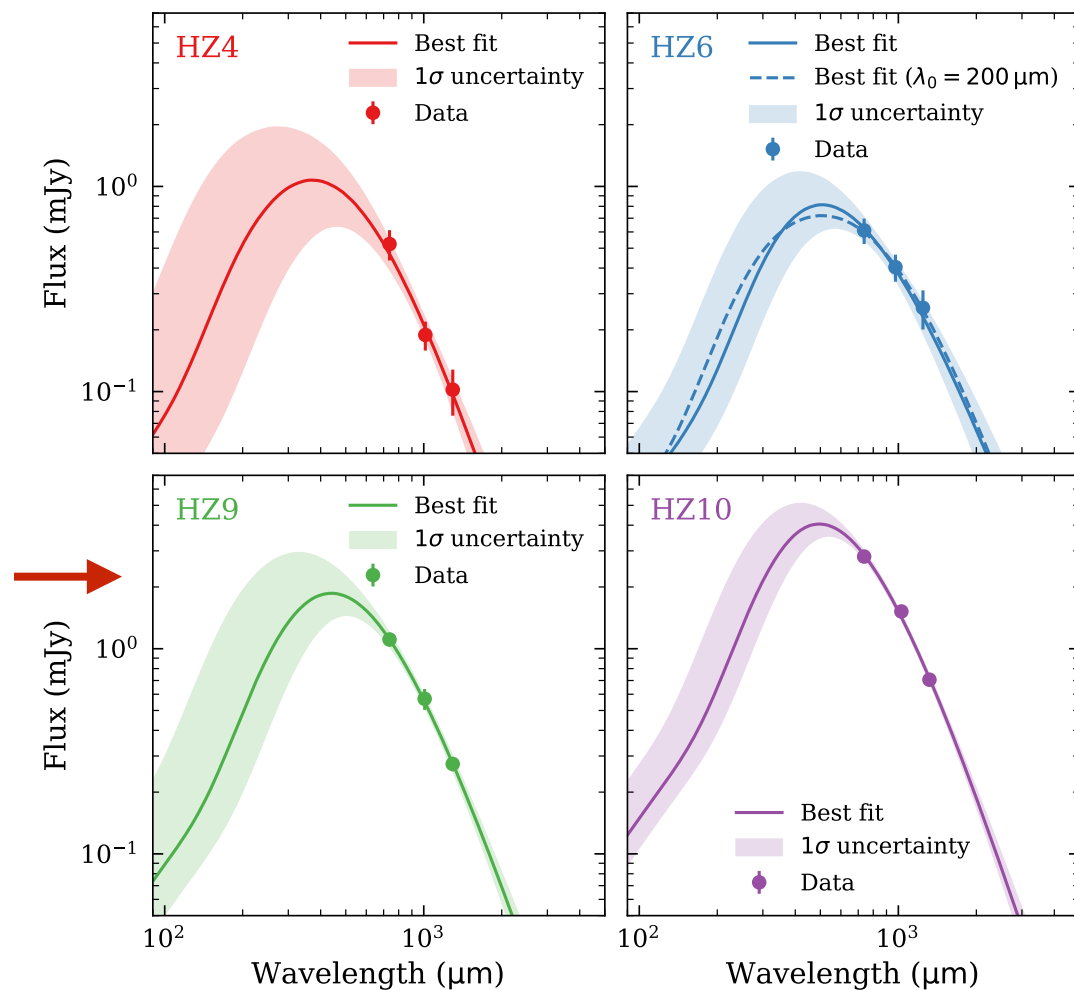 HZ4
Best fit
1σ uncertainty
Data
HZ6
Best fit
Best fit (λ₀ = 200 μm)
1σ uncertainty
Data
Flux (mJy)
10⁰
10⁻¹
HZ9
Best fit
1σ uncertainty
Data
HZ10
Best fit
1σ uncertainty
Data
Flux (mJy)
10⁰
10⁻¹
10² 10³ 10² 10³
Wavelength (μm) Wavelength (μm)